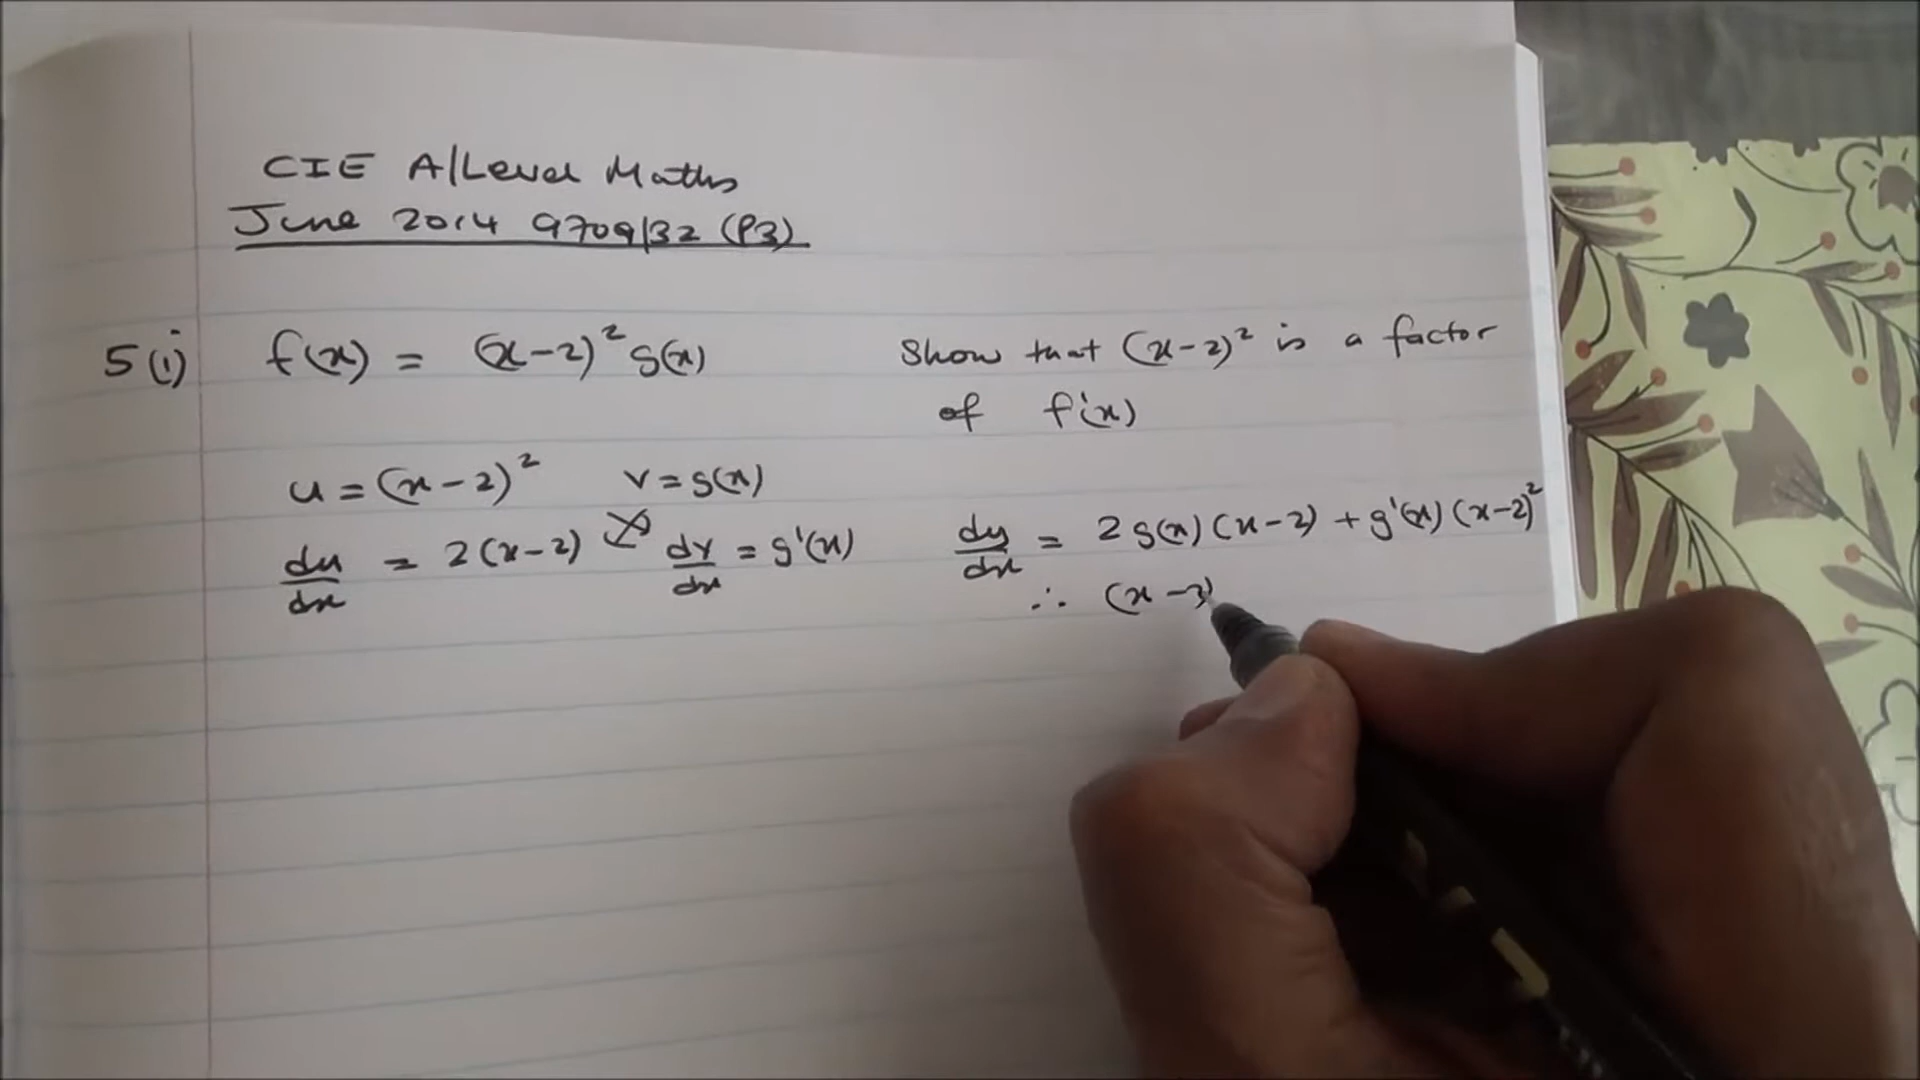 CIE A/Level Maths
June 2014 9709/32 (P3)
5(i) f(x) = (x-2)² g(x)
Show that (x-2)² is a factor
of f'(x)
u = (x-2)² v = g(x)
du/dx = 2(x-2) dv/dx = g'(x)
dy/dx = 2g(x)(x-2) + g'(x)(x-2)²
∴ (x-2)